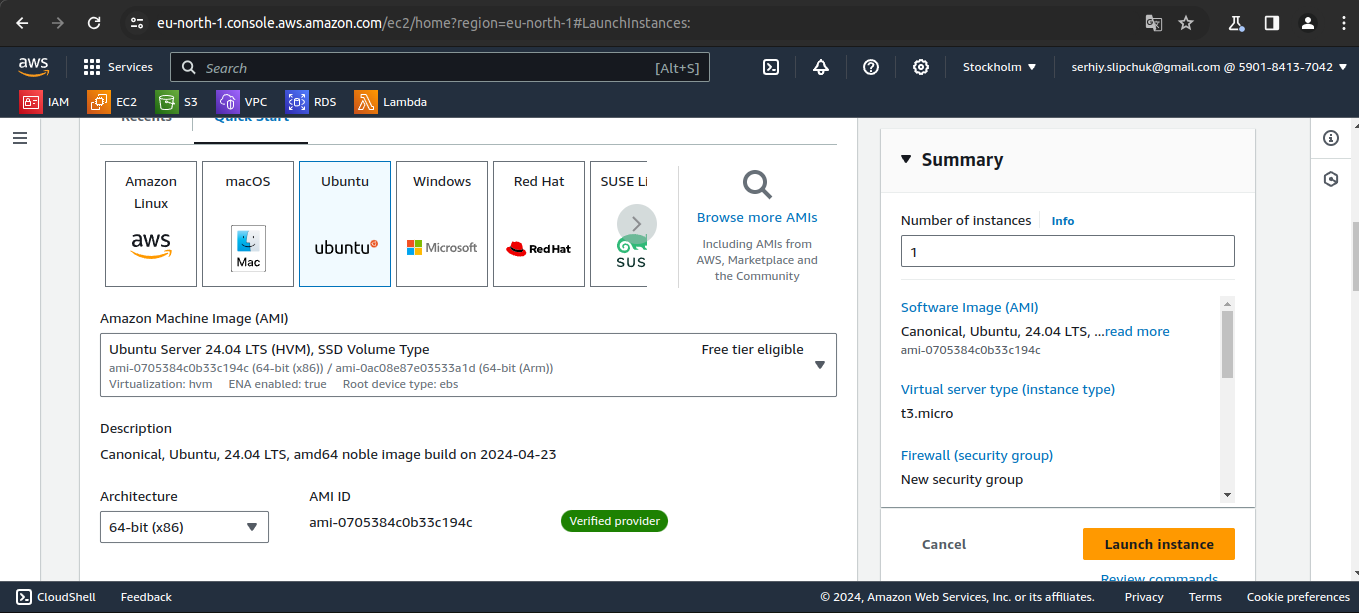 eu-north-1.console.aws.amazon.com/ec2/home?region=eu-north-1#LaunchInstances:
aws
Services
Search
[Alt+S]
Stockholm
serhiy.slipchuk@gmail.com @ 5901-8413-7042
IAM
EC2
S3
VPC
RDS
Lambda
Recents
Quick Start
Amazon
Linux
aws
macOS
Mac
Ubuntu
ubuntu
Windows
Microsoft
Red Hat
Red Hat
SUSE Li
SUS
Browse more AMIs
Including AMIs from
AWS, Marketplace and
the Community
Amazon Machine Image (AMI)
Ubuntu Server 24.04 LTS (HVM), SSD Volume Type
Free tier eligible
ami-0705384c0b33c194c (64-bit (x86)) / ami-0ac08e87e03533a1d (64-bit (Arm))
Virtualization: hvm ENA enabled: true Root device type: ebs
Description
Canonical, Ubuntu, 24.04 LTS, amd64 noble image build on 2024-04-23
Architecture
64-bit (x86)
AMI ID
ami-0705384c0b33c194c
Verified provider
Summary
Number of instances
Info
1
Software Image (AMI)
Canonical, Ubuntu, 24.04 LTS, ...read more
ami-0705384c0b33c194c
Virtual server type (instance type)
t3.micro
Firewall (security group)
New security group
Cancel
Launch instance
Review commands
CloudShell
Feedback
© 2024, Amazon Web Services, Inc. or its affiliates.
Privacy
Terms
Cookie preferences